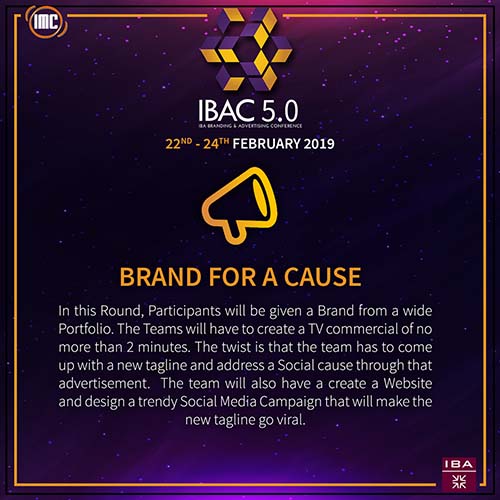 IMC
IBAC 5.0
IBA BRANDING & ADVERTISING CONFERENCE
22ND - 24TH FEBRUARY 2019
BRAND FOR A CAUSE
In this Round, Participants will be given a Brand from a wide
Portfolio. The Teams will have to create a TV commercial of no
more than 2 minutes. The twist is that the team has to come
up with a new tagline and address a Social cause through that
advertisement. The team will also have a create a Website
and design a trendy Social Media Campaign that will make the
new tagline go viral.
IBA